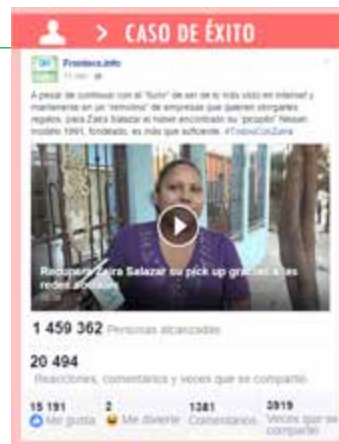 > CASO DE ÉXITO
Frontera.info
A pesar de continuar con el "furor" de ser de lo más visto en internet y
mantenerse en un "remolino" de empresas que quieren otorgarles
regalos, para Zaira Salazar el haber encontrado su "picapito" Nissan
modelo 1991, fondeado, es más que suficiente. #TodosConZaira
Recupera Zaira Salazar su pick up gracias a las
redes sociales
1 459 362 Personas alcanzadas
20 494
Reacciones, comentarios y veces que se compartió
15 191 2 1381 3919
Me gusta Me divierte Comentarios Veces que se
compartió